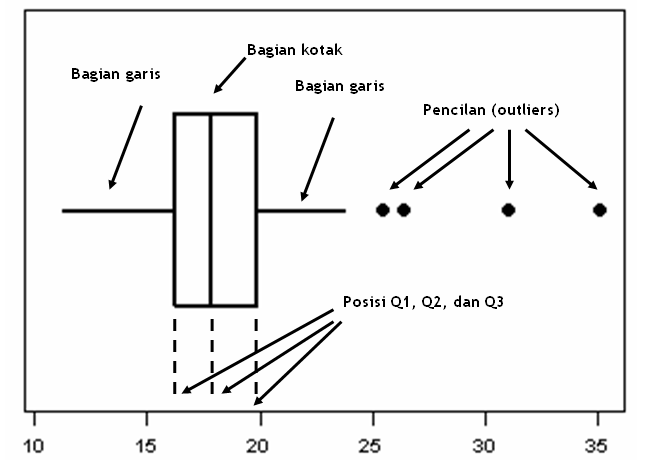 Bagian kotak
Bagian garis
Bagian garis
Pencilan (outliers)
Posisi Q1, Q2, dan Q3
10 15 20 25 30 35